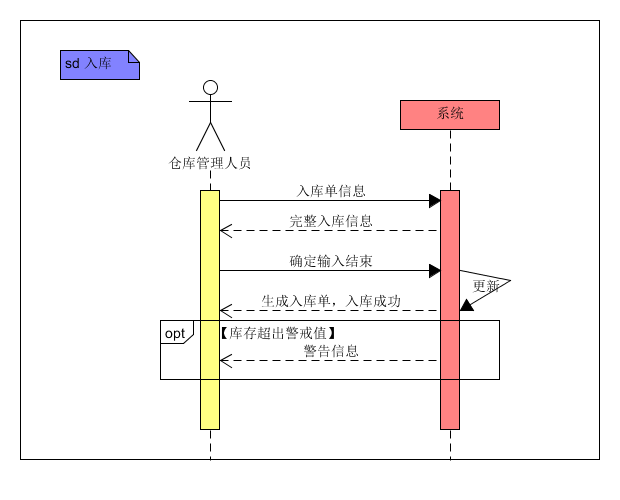 sd 入库
系统
仓库管理人员
入库单信息
完整入库信息
确定输入结束
更新
生成入库单，入库成功
opt
【库存超出警戒值】
警告信息